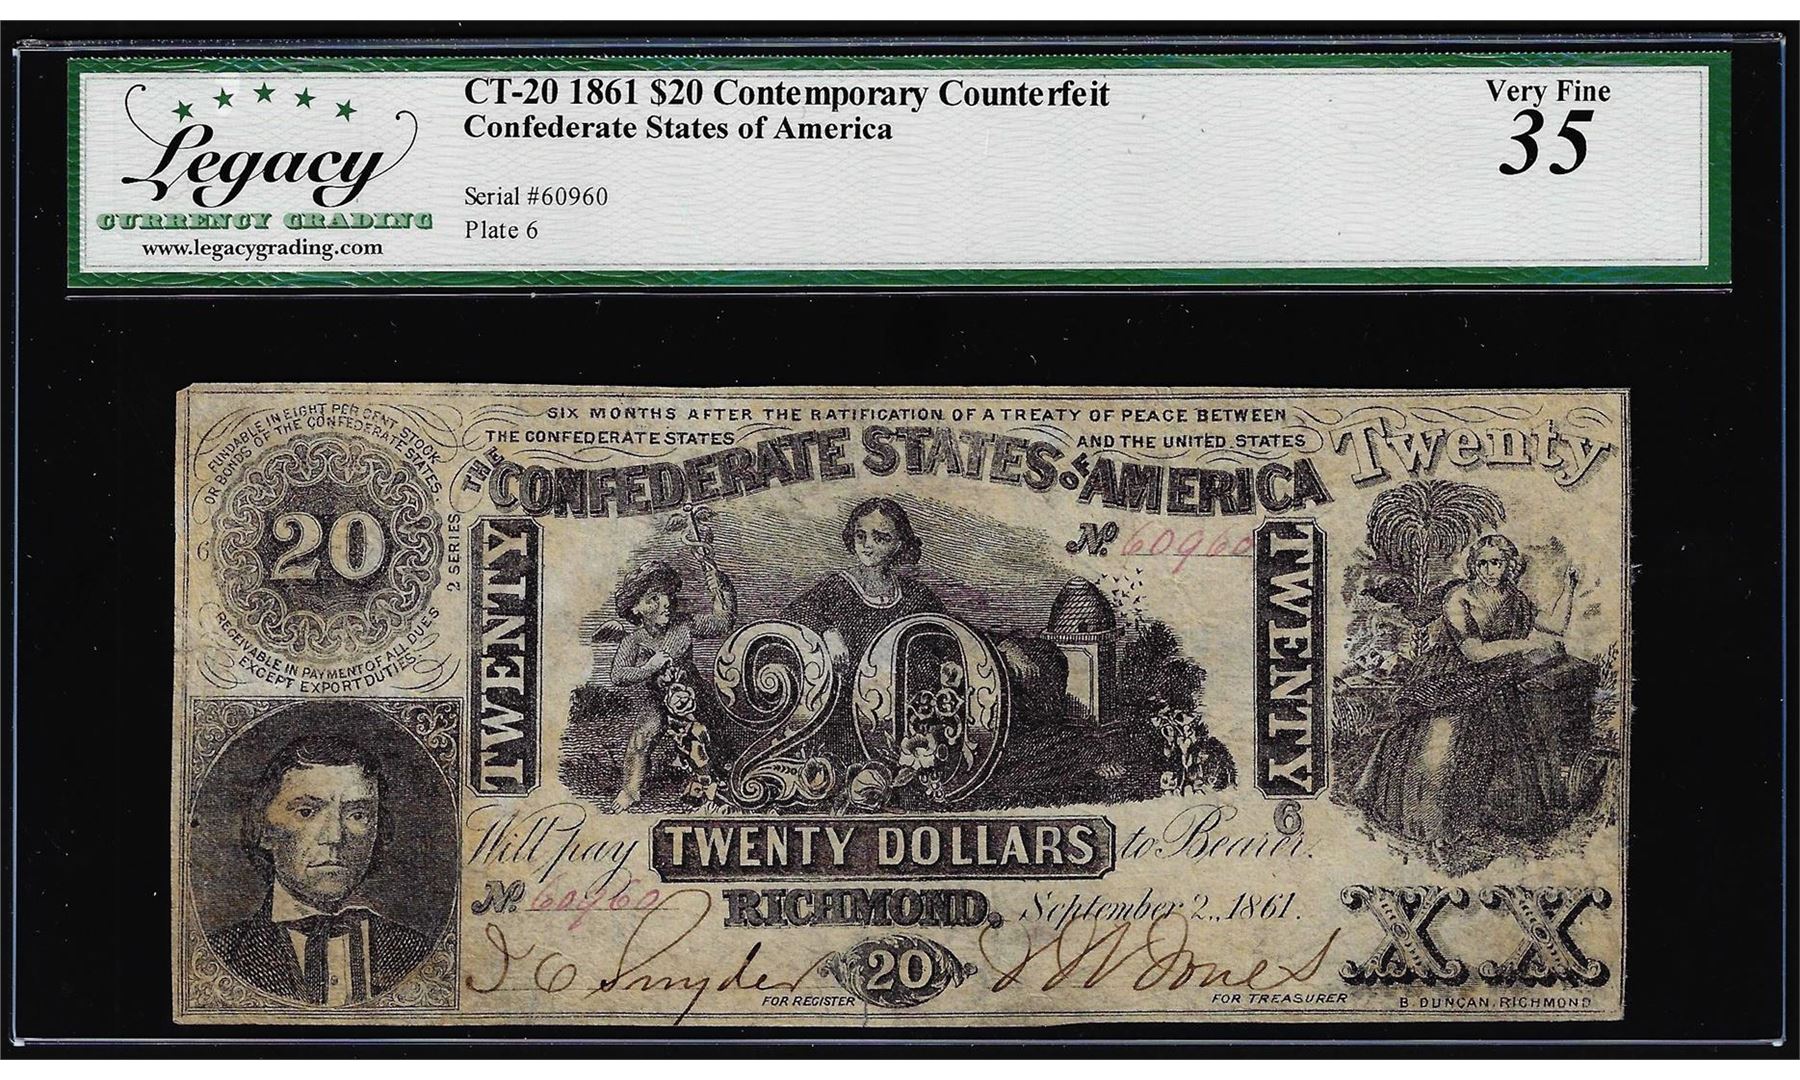 Legacy
CURRENCY GRADING
www.legacygrading.com
CT-20 1861 $20 Contemporary Counterfeit
Confederate States of America
Serial #60960
Plate 6
Very Fine
35
FUNDABLE IN EIGHT PER CENT STOCK
OR BONDS OF THE CONFEDERATE STATES.
20
6
2 SERIES
RECEIVABLE IN PAYMENT OF ALL DUES
EXCEPT EXPORT DUTIES.
SIX MONTHS AFTER THE RATIFICATION OF A TREATY OF PEACE BETWEEN
THE CONFEDERATE STATES AND THE UNITED STATES
THE CONFEDERATE STATES OF AMERICA
Twenty
TWENTY
No. 60960
TWENTY
20
6
Will pay TWENTY DOLLARS to Bearer.
No. 60960
RICHMOND, September 2, 1861.
XX
J C Snyder
FOR REGISTER
20
J W Jones
FOR TREASURER
B. DUNCAN, RICHMOND